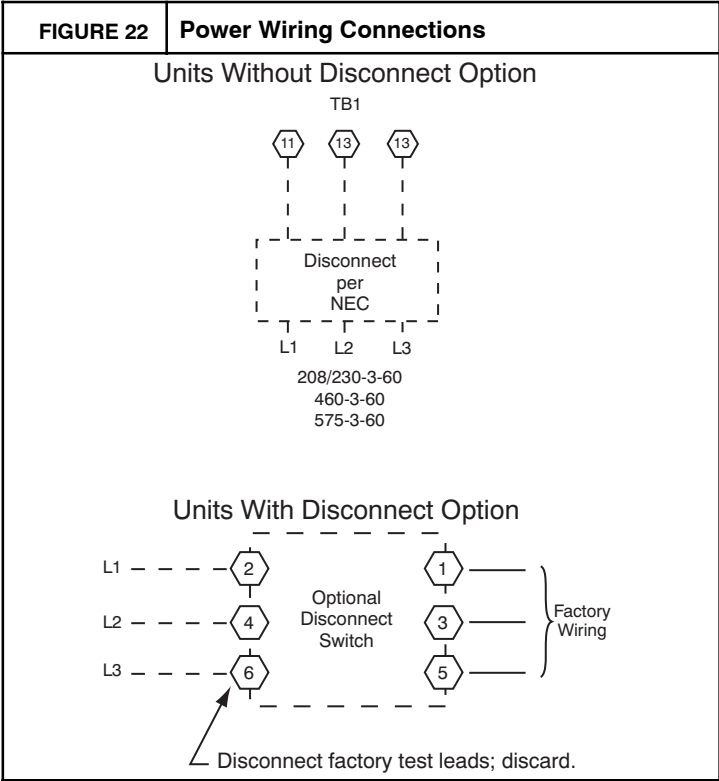 FIGURE 22 Power Wiring Connections
Units Without Disconnect Option
TB1
11 13 13
Disconnect
per
NEC
L1 L2 L3
208/230-3-60
460-3-60
575-3-60
Units With Disconnect Option
L1 2 1
L2 4 3
L3 6 5
Optional
Disconnect
Switch
Factory
Wiring
Disconnect factory test leads; discard.